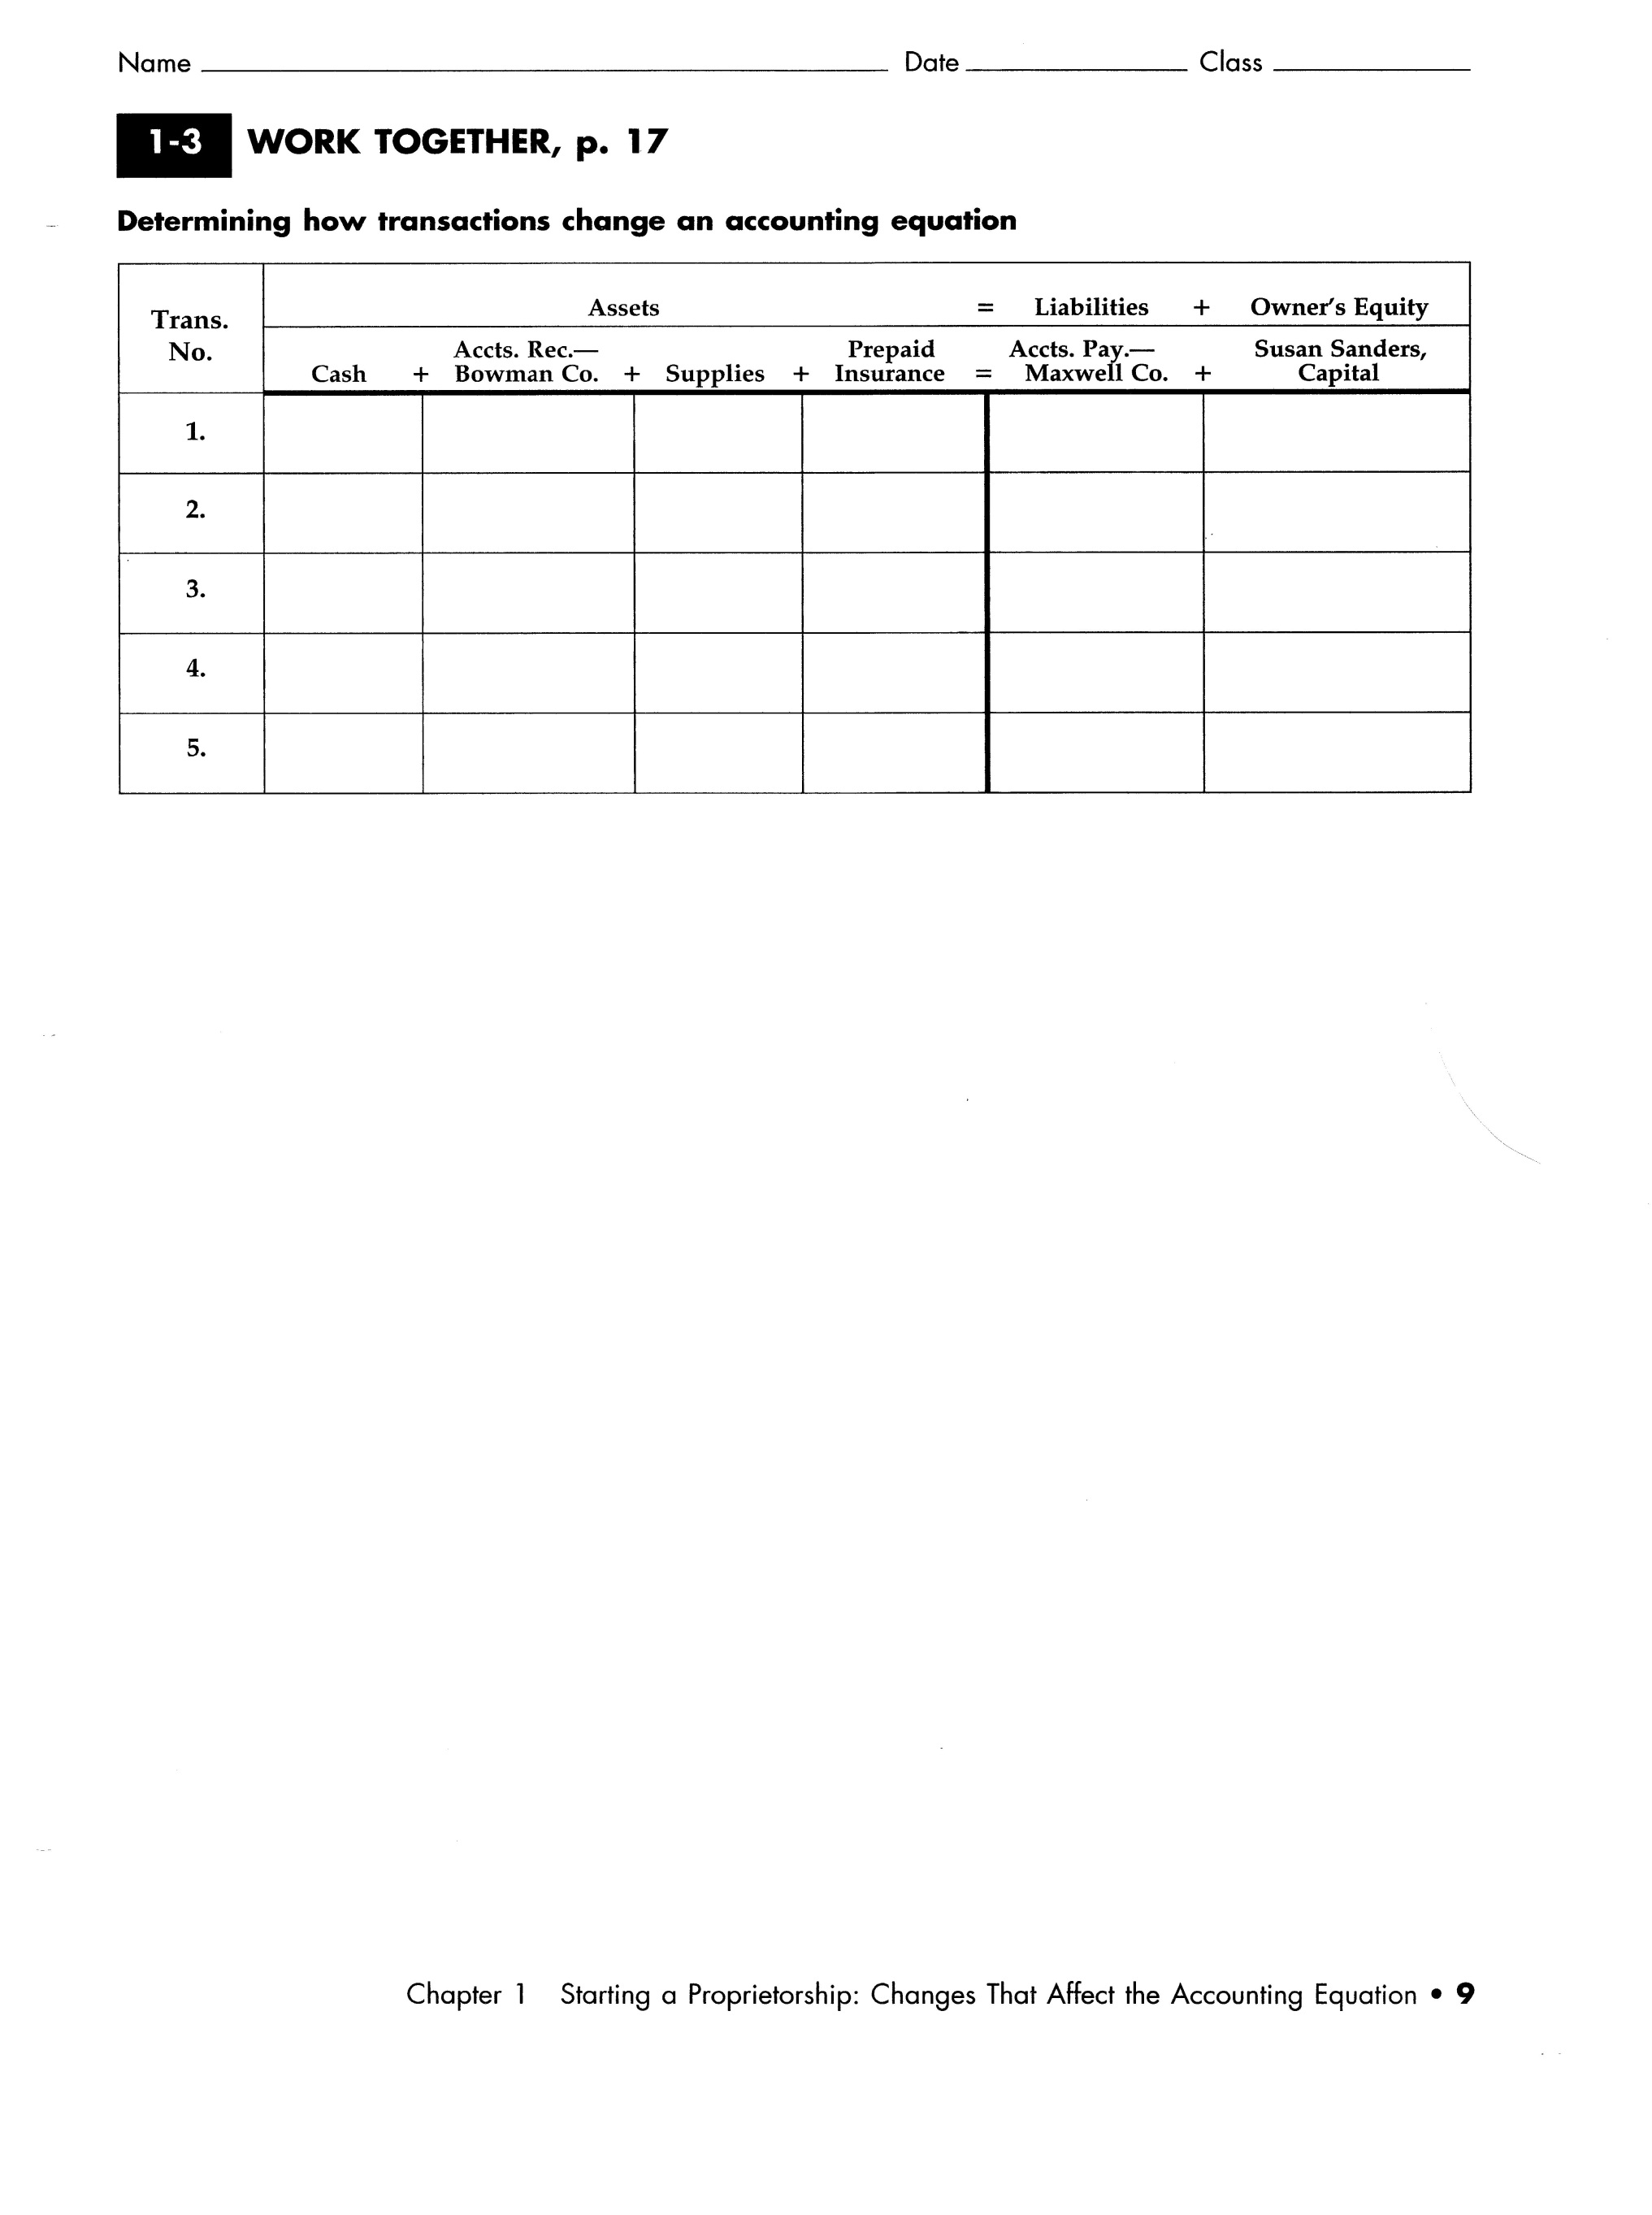 Name Date Class
1-3 WORK TOGETHER, p. 17
Determining how transactions change an accounting equation
Trans. No.
Assets = Liabilities + Owner's Equity
Cash + Accts. Rec.— Bowman Co. + Supplies + Prepaid Insurance = Accts. Pay.— Maxwell Co. + Susan Sanders, Capital
1.
2.
3.
4.
5.
Chapter 1 Starting a Proprietorship: Changes That Affect the Accounting Equation • 9